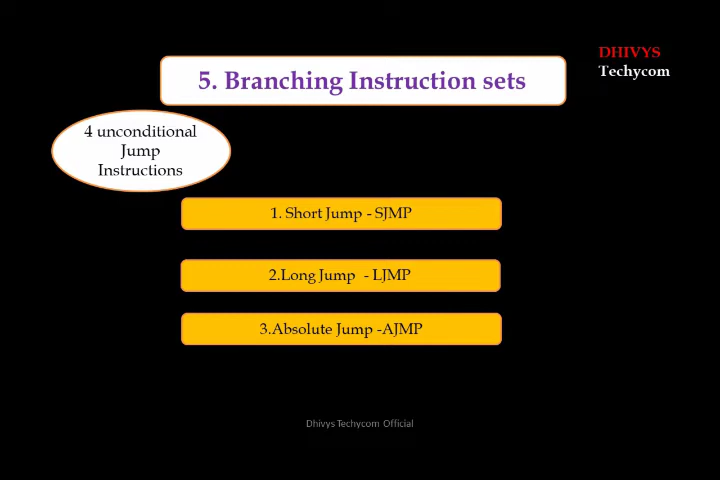 DHIVYS
Techycom
5. Branching Instruction sets
4 unconditional
Jump
Instructions
1. Short Jump - SJMP
2.Long Jump - LJMP
3.Absolute Jump -AJMP
Dhivys Techycom Official